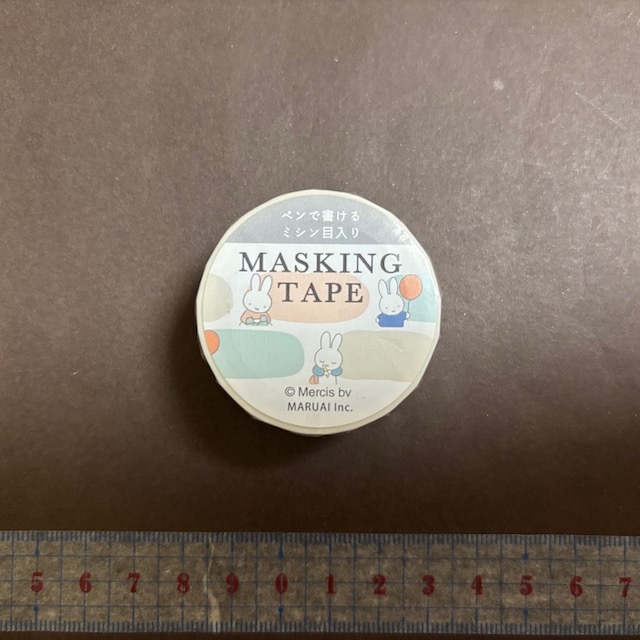 ペンで書ける
ミシン目入り
MASKING
TAPE
© Mercis bv
MARUAI Inc.
5 6 7 8 9 0 1 2 3 4 5 6 7